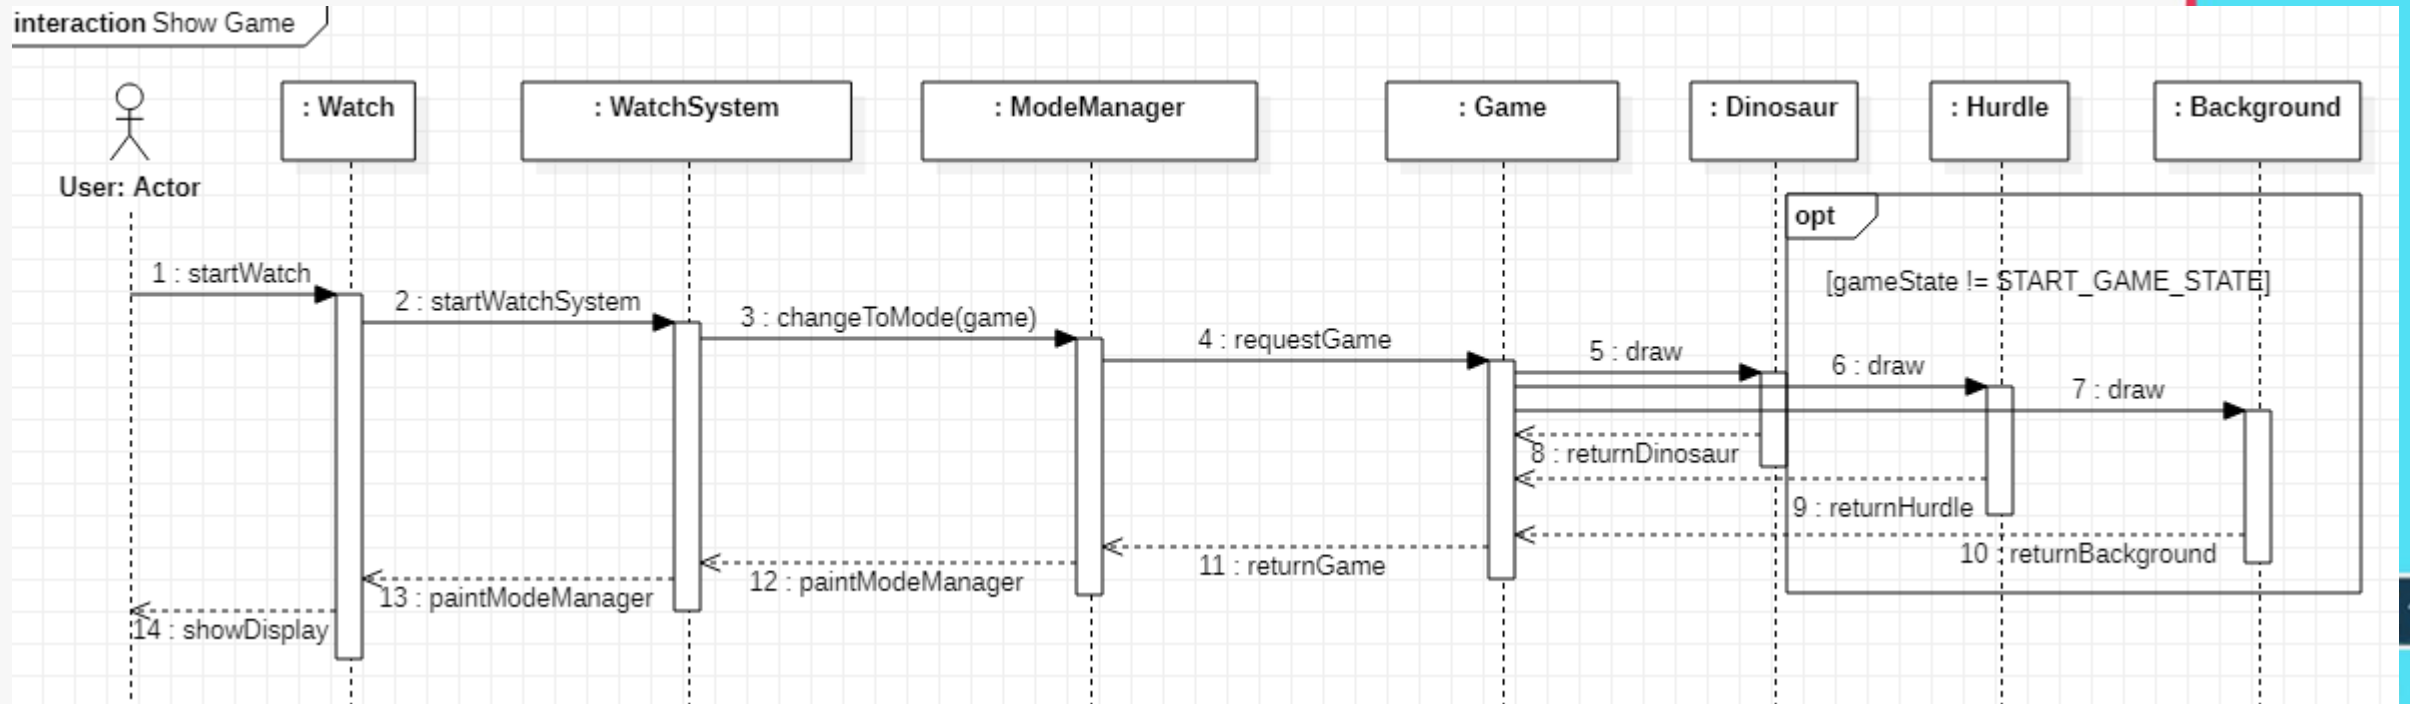 interaction Show Game
: Watch
: WatchSystem
: ModeManager
: Game
: Dinosaur
: Hurdle
: Background
User: Actor
opt
[gameState != START_GAME_STATE]
1 : startWatch
2 : startWatchSystem
3 : changeToMode(game)
4 : requestGame
5 : draw
6 : draw
7 : draw
8 : returnDinosaur
9 : returnHurdle
10 : returnBackground
11 : returnGame
12 : paintModeManager
13 : paintModeManager
14 : showDisplay